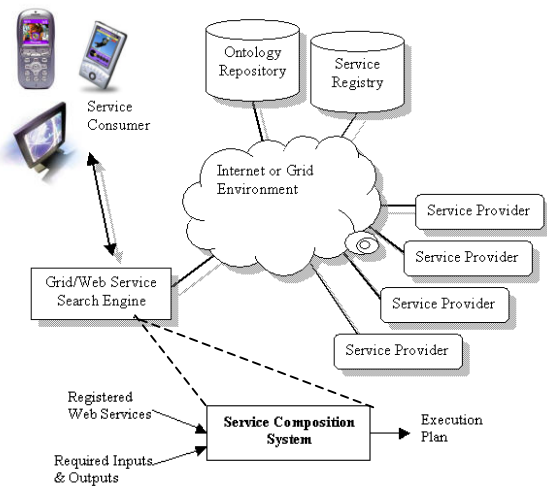 Ontology
Repository
Service
Registry
Service
Consumer
Internet or Grid
Environment
Service Provider
Service Provider
Service Provider
Service Provider
Grid/Web Service
Search Engine
Registered
Web Services
Service Composition
System
Execution
Plan
Required Inputs
& Outputs